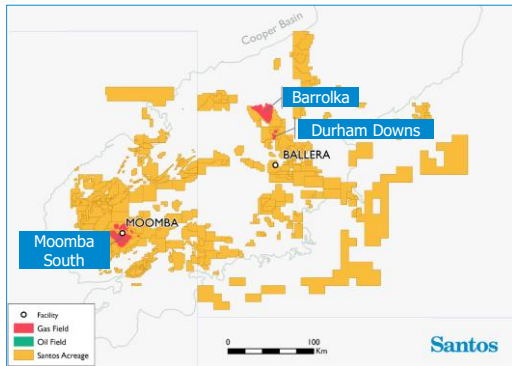 Cooper Basin
Barrolka
Durham Downs
BALLERA
MOOMBA
Moomba
South
Facility
Gas Field
Oil Field
Santos Acreage
0
100
Km
Santos